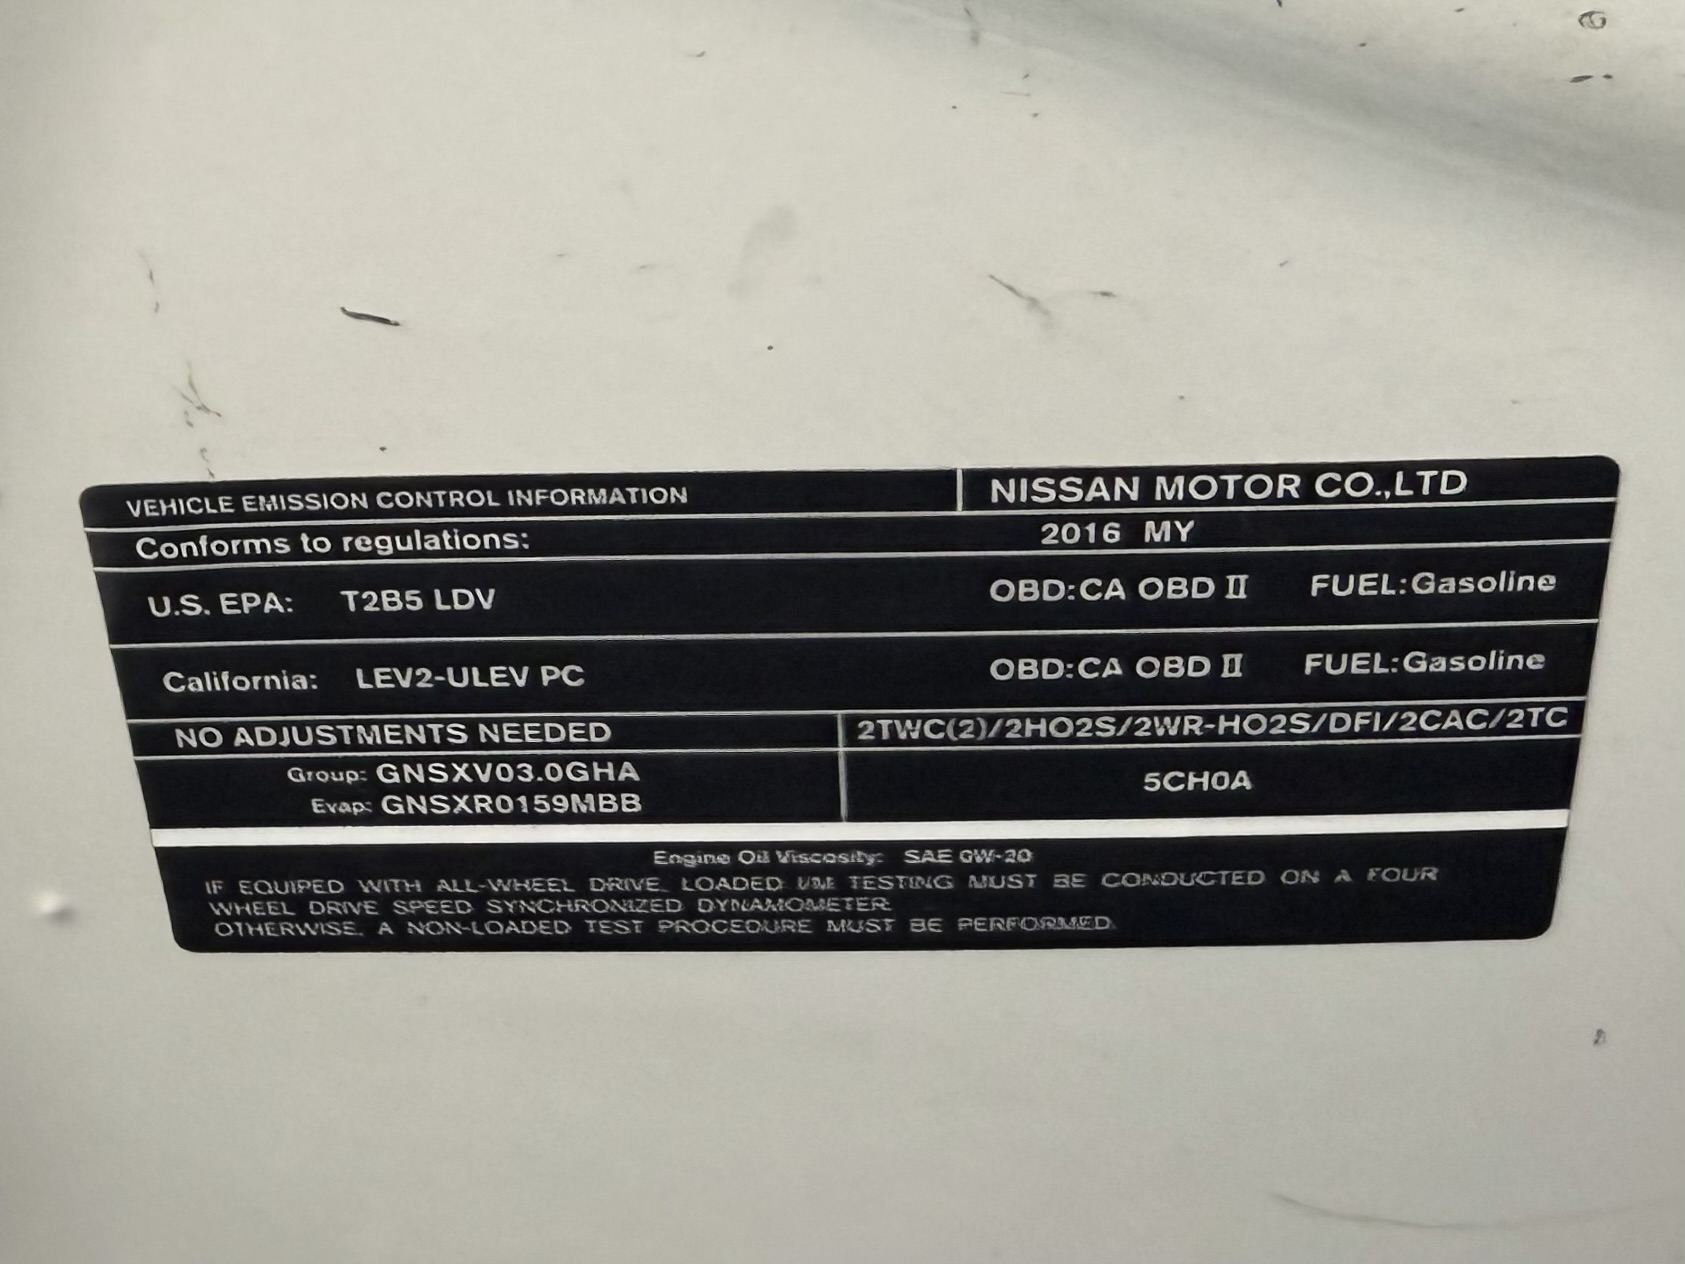 VEHICLE EMISSION CONTROL INFORMATION NISSAN MOTOR CO.,LTD
Conforms to regulations: 2016 MY
U.S. EPA: T2B5 LDV OBD:CA OBD II FUEL:Gasoline
California: LEV2-ULEV PC OBD:CA OBD II FUEL:Gasoline
NO ADJUSTMENTS NEEDED 2TWC(2)/2HO2S/2WR-HO2S/DFI/2CAC/2TC
Group: GNSXV03.0GHA
5CH0A
Evap: GNSXR0159MBB
Engine Oil Viscosity: SAE 0W-20
IF EQUIPED WITH ALL-WHEEL DRIVE, LOADED I/M TESTING MUST BE CONDUCTED ON A FOUR
WHEEL DRIVE SPEED SYNCHRONIZED DYNAMOMETER.
OTHERWISE, A NON-LOADED TEST PROCEDURE MUST BE PERFORMED.